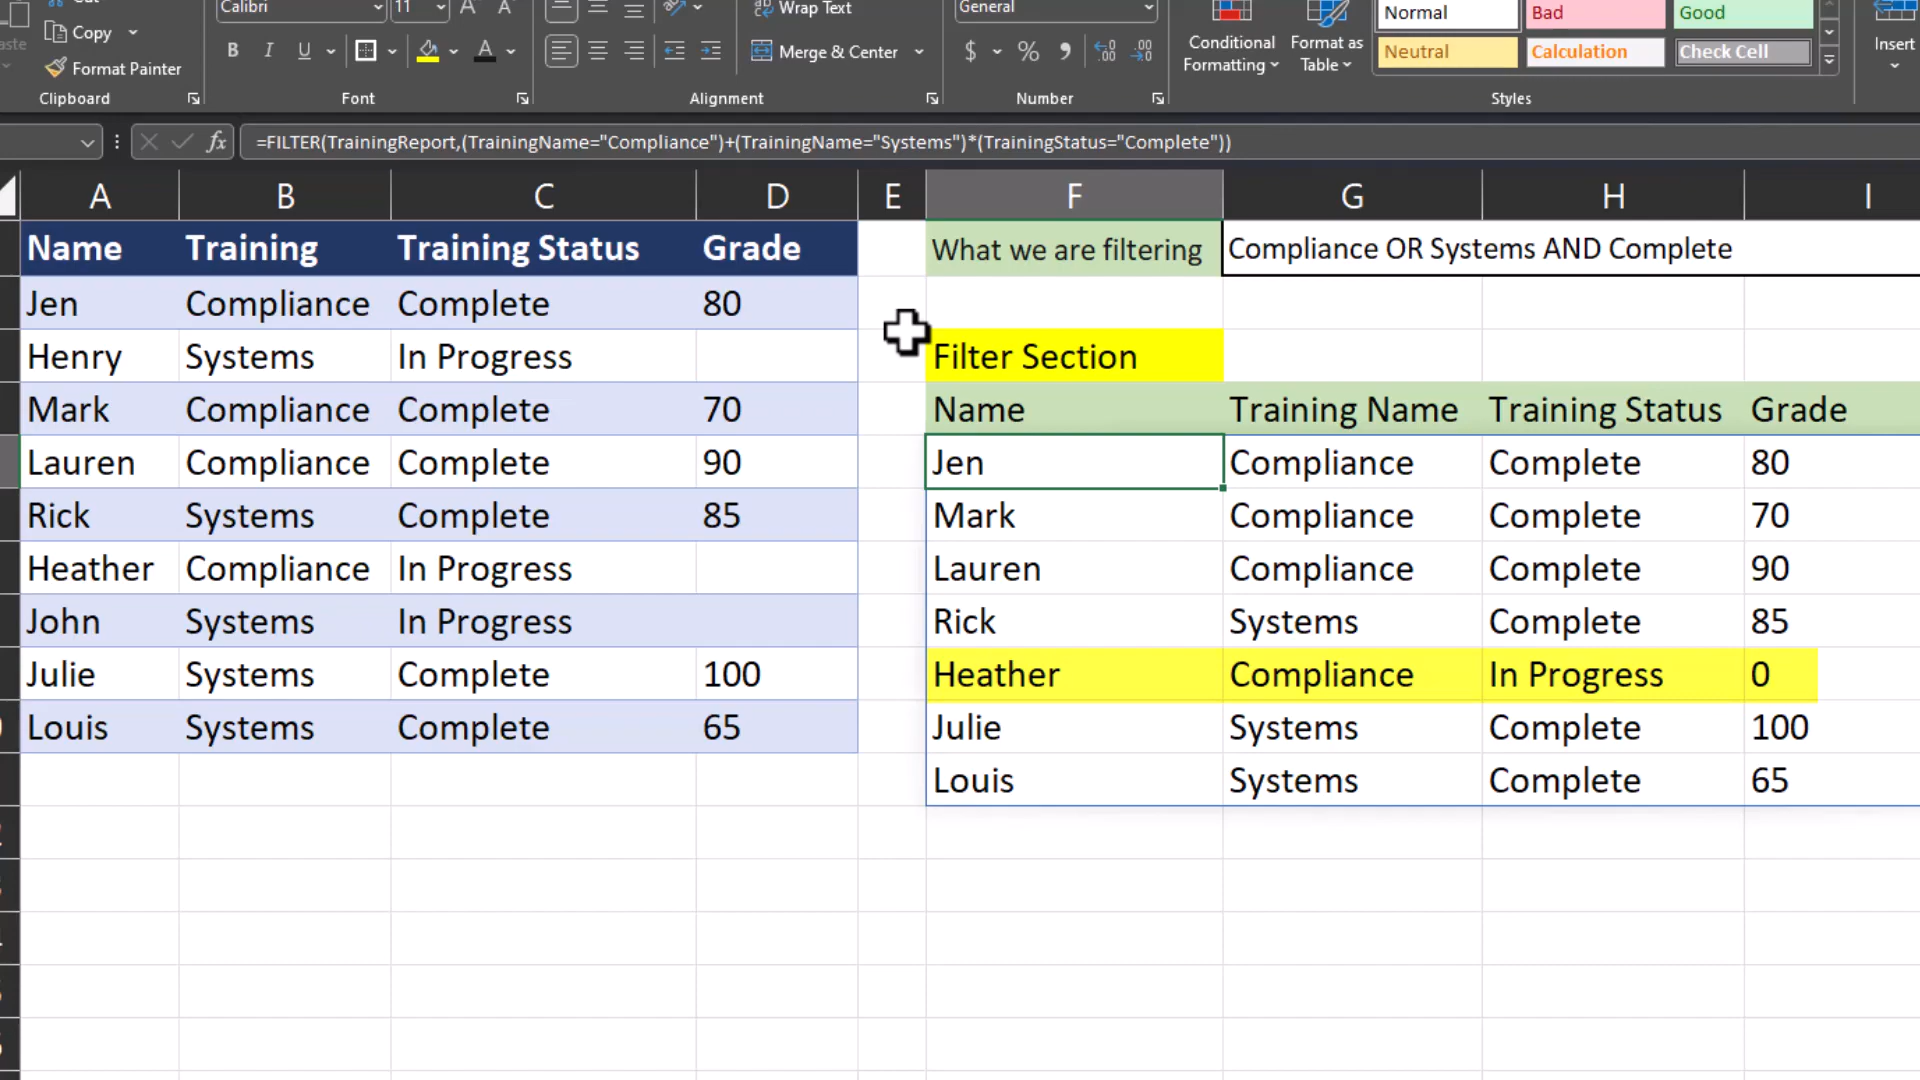 Calibri 11 A A Wrap Text General Normal Bad Good
Copy
B I U A Merge & Center $ % Conditional Formatting Format as Table Neutral Calculation Check Cell Insert
Format Painter
Clipboard Font Alignment Number Styles
fx =FILTER(TrainingReport,(TrainingName="Compliance")+(TrainingName="Systems")*(TrainingStatus="Complete"))
A B C D E F G H I
Name Training Training Status Grade What we are filtering Compliance OR Systems AND Complete
Jen Compliance Complete 80
Henry Systems In Progress Filter Section
Mark Compliance Complete 70 Name Training Name Training Status Grade
Lauren Compliance Complete 90 Jen Compliance Complete 80
Rick Systems Complete 85 Mark Compliance Complete 70
Heather Compliance In Progress Lauren Compliance Complete 90
John Systems In Progress Rick Systems Complete 85
Julie Systems Complete 100 Heather Compliance In Progress 0
Louis Systems Complete 65 Julie Systems Complete 100
Louis Systems Complete 65